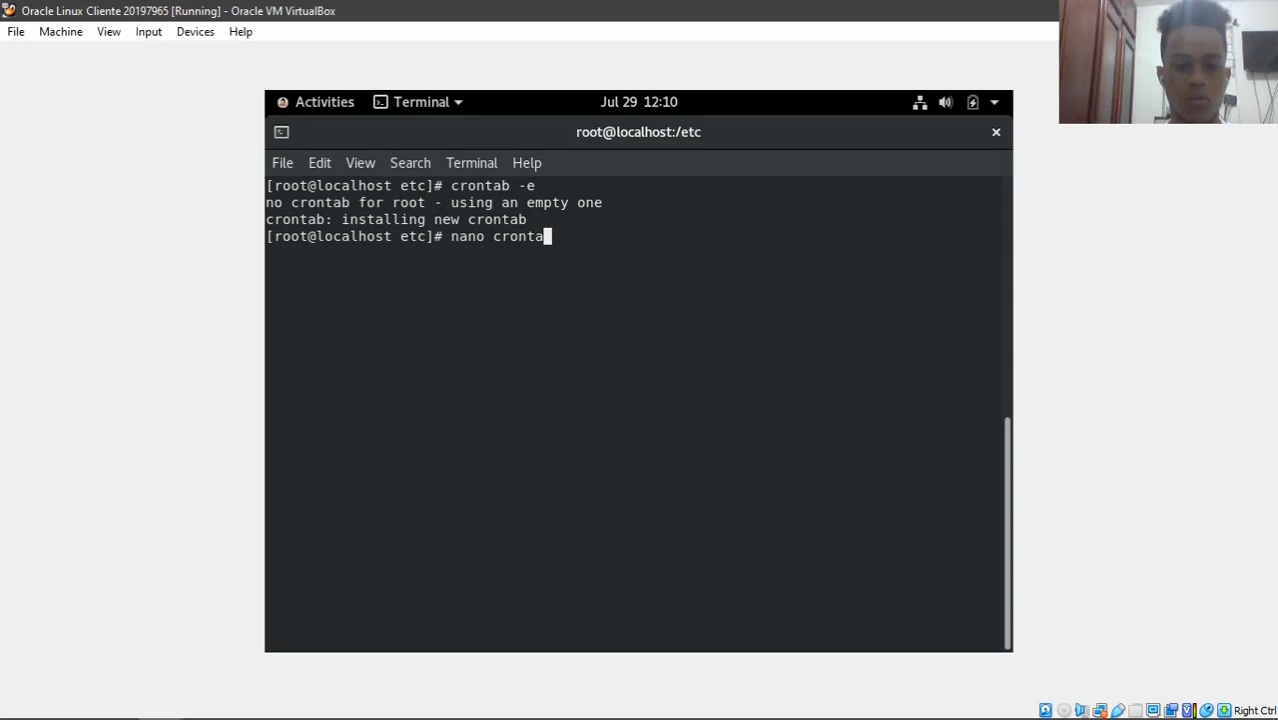 Oracle Linux Cliente 20197965 [Running] - Oracle VM VirtualBox
File Machine View Input Devices Help
Activities Terminal Jul 29 12:10
root@localhost:/etc
File Edit View Search Terminal Help
[root@localhost etc]# crontab -e
no crontab for root - using an empty one
crontab: installing new crontab
[root@localhost etc]# nano cronta
Right Ctrl